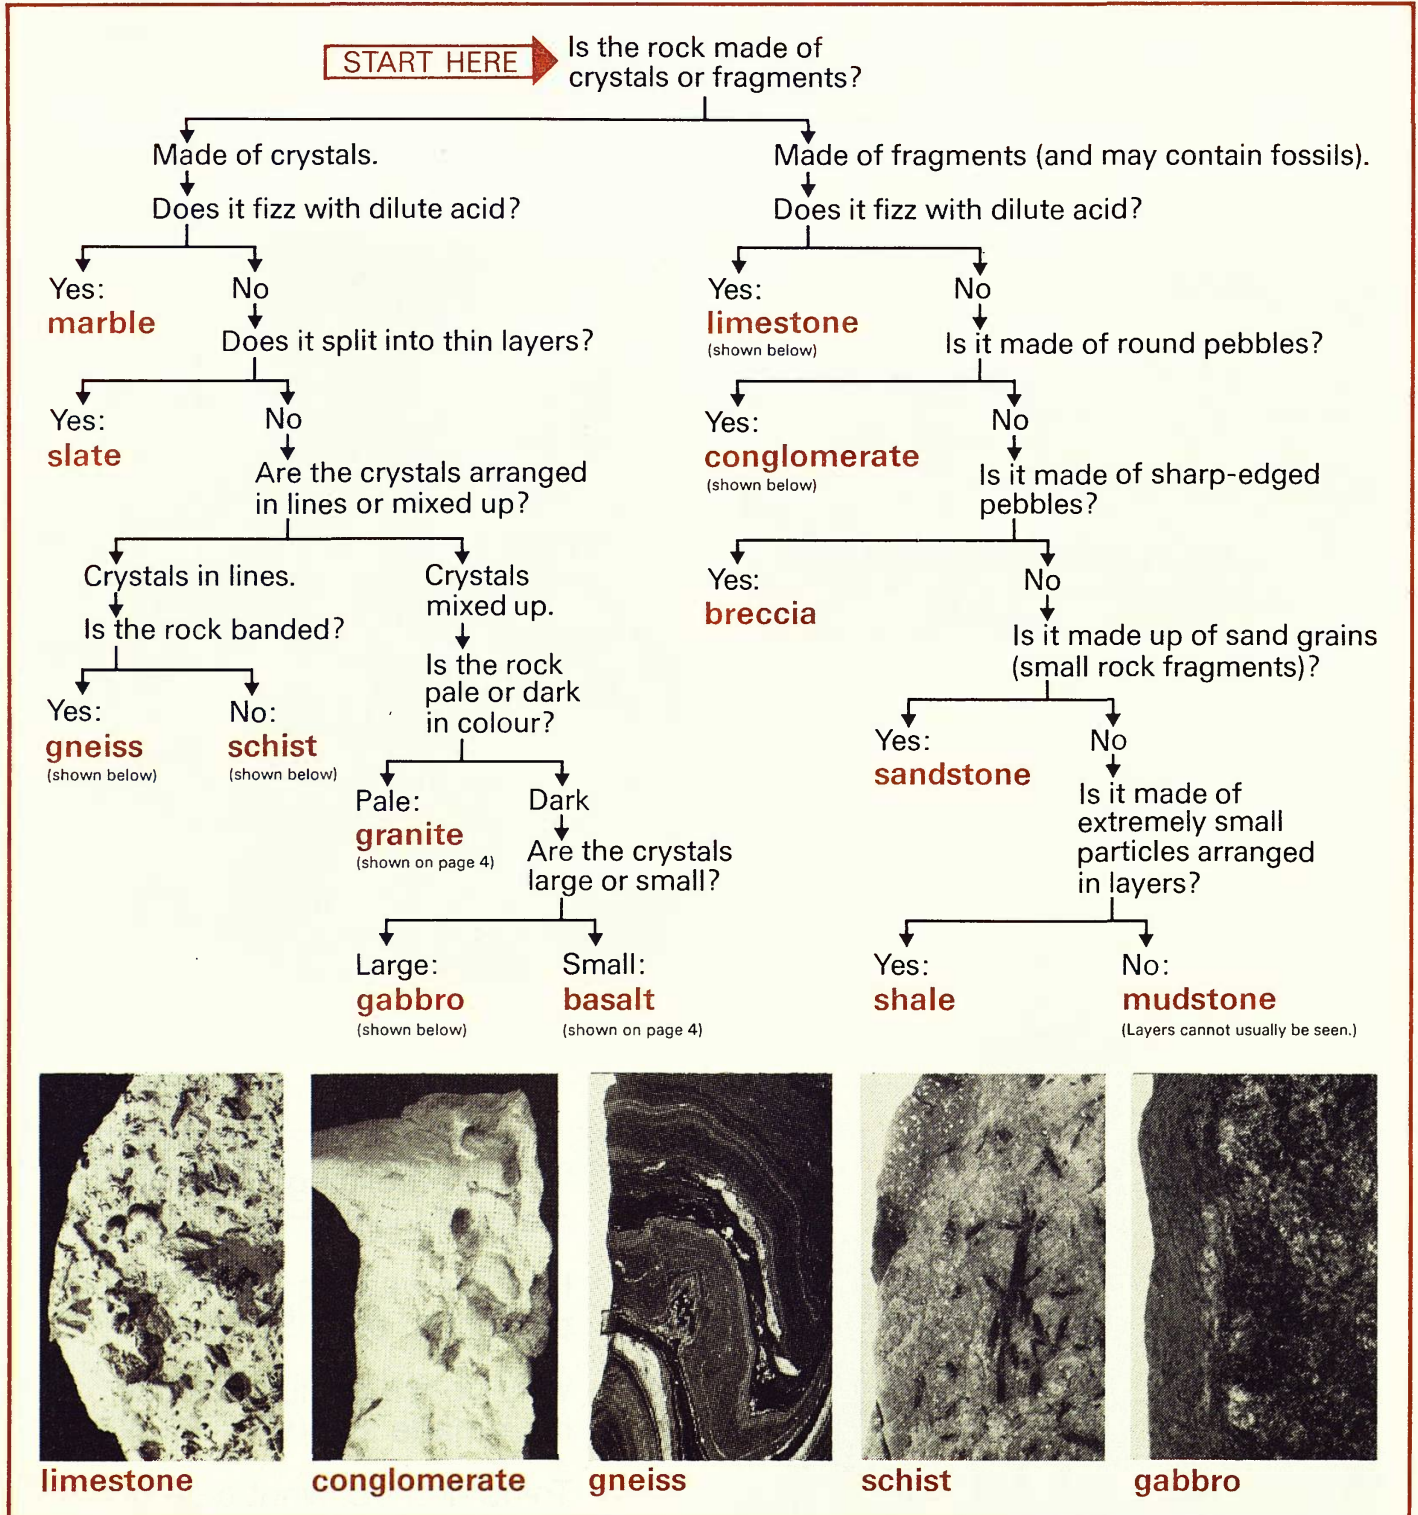 START HERE
Is the rock made of
crystals or fragments?
Made of crystals.
Does it fizz with dilute acid?
Yes:
marble
No
Does it split into thin layers?
Yes:
slate
No
Are the crystals arranged
in lines or mixed up?
Crystals in lines.
Is the rock banded?
Yes:
gneiss
(shown below)
No:
schist
(shown below)
Crystals
mixed up.
Is the rock
pale or dark
in colour?
Pale:
granite
(shown on page 4)
Dark
Are the crystals
large or small?
Large:
gabbro
(shown below)
Small:
basalt
(shown on page 4)
Made of fragments (and may contain fossils).
Does it fizz with dilute acid?
Yes:
limestone
(shown below)
No
Is it made of round pebbles?
Yes:
conglomerate
(shown below)
No
Is it made of sharp-edged
pebbles?
Yes:
breccia
No
Is it made up of sand grains
(small rock fragments)?
Yes:
sandstone
No
Is it made of
extremely small
particles arranged
in layers?
Yes:
shale
No:
mudstone
(Layers cannot usually be seen.)
limestone
conglomerate
gneiss
schist
gabbro